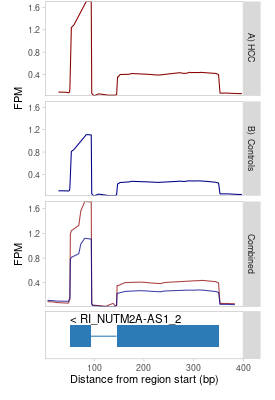 1.6
1.2
0.8
0.4
FPM
A) HCC
1.6
1.2
0.8
0.4
B) Controls
1.6
1.2
0.8
0.4
FPM
Combined
< RI_NUTM2A-AS1_2
100 200 300 400
Distance from region start (bp)